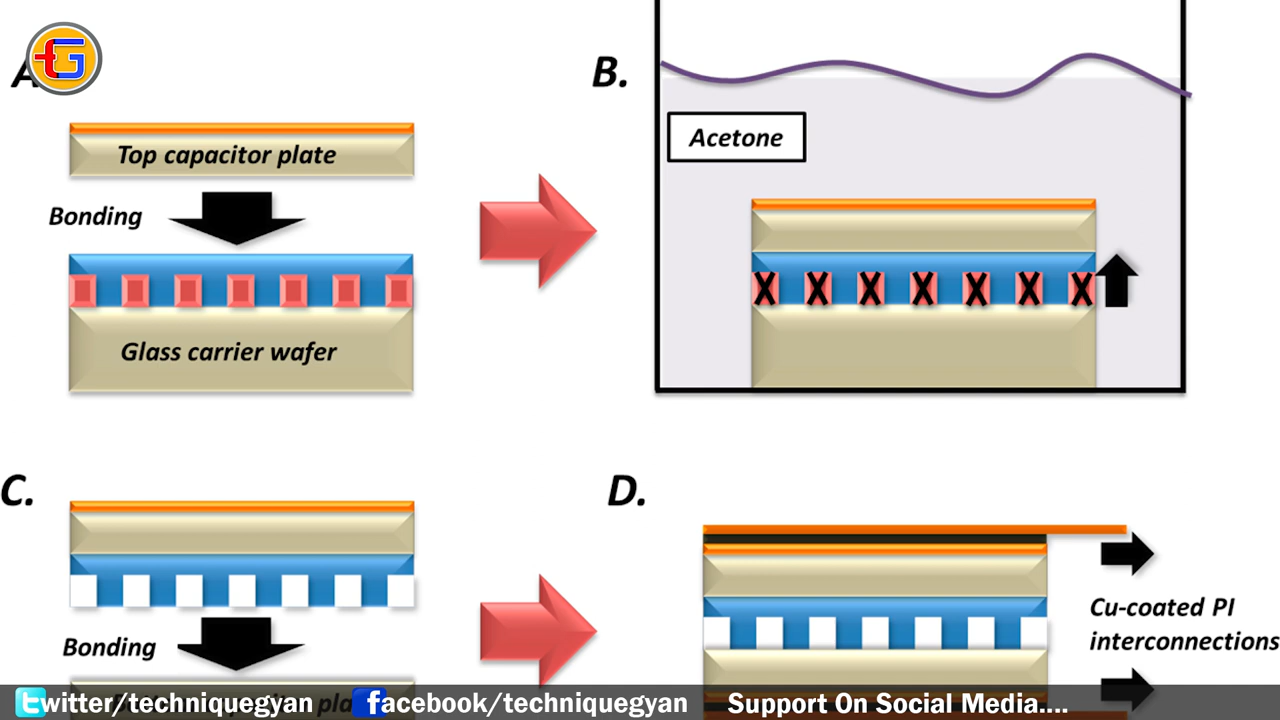 A.
tG
B.
Top capacitor plate
Acetone
Bonding
Glass carrier wafer
C.
D.
Bonding
Cu-coated PI
interconnections
twitter/techniquegyan
facebook/techniquegyan
Support On Social Media....